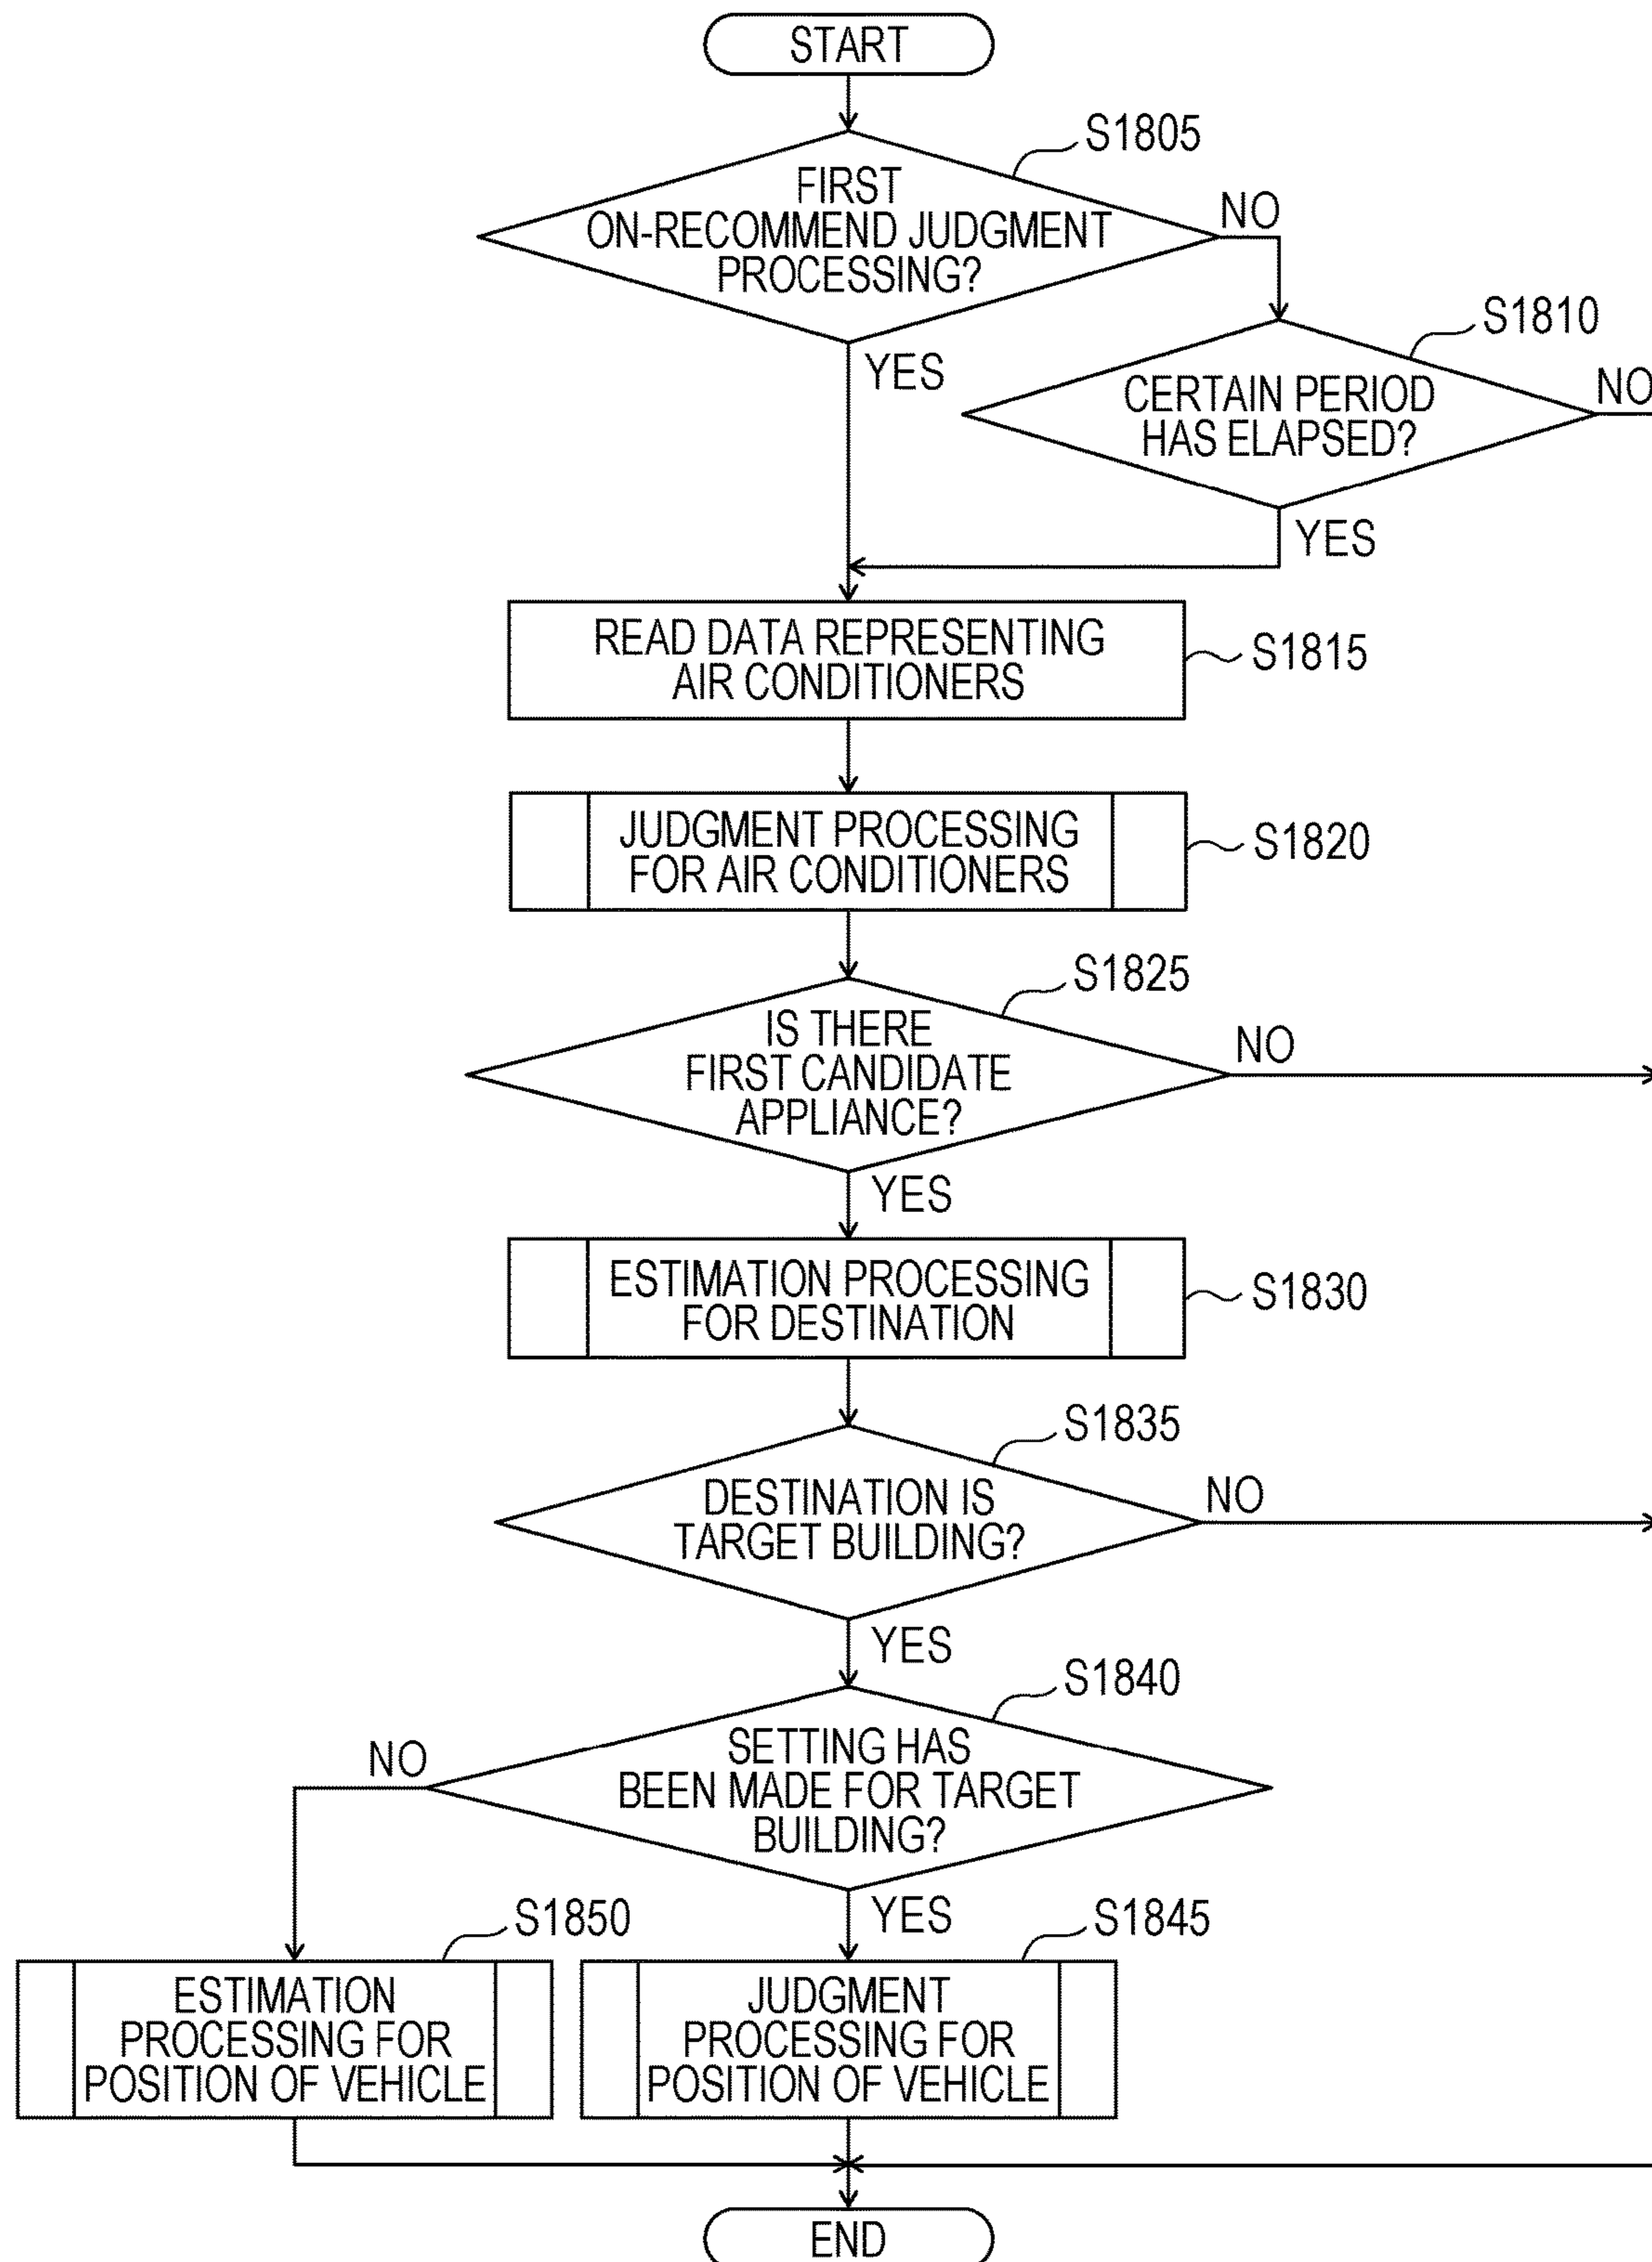 START
S1805
FIRST
ON-RECOMMEND JUDGMENT
PROCESSING?
NO
S1810
YES
CERTAIN PERIOD
HAS ELAPSED?
NO
YES
READ DATA REPRESENTING
AIR CONDITIONERS
S1815
JUDGMENT PROCESSING
FOR AIR CONDITIONERS
S1820
S1825
IS THERE
FIRST CANDIDATE
APPLIANCE?
NO
YES
ESTIMATION PROCESSING
FOR DESTINATION
S1830
S1835
DESTINATION IS
TARGET BUILDING?
NO
YES
S1840
SETTING HAS
BEEN MADE FOR TARGET
BUILDING?
NO
YES
S1850
S1845
ESTIMATION
PROCESSING FOR
POSITION OF VEHICLE
JUDGMENT
PROCESSING FOR
POSITION OF VEHICLE
END